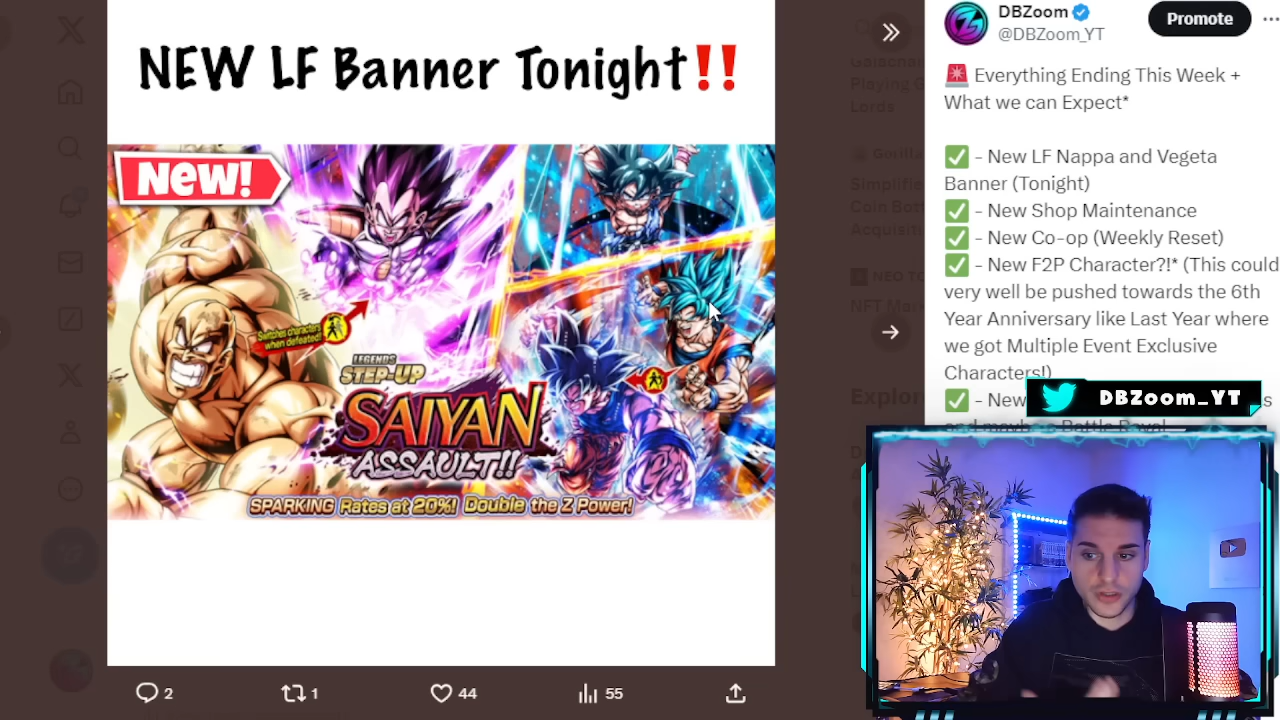 NEW LF Banner Tonight‼
NEW!
Switches characters
when defeated!
LEGENDS
STEP-UP
SAIYAN
ASSAULT!!
SPARKING Rates at 20%! Double the Z Power!
2
1
44
55
DBZoom
@DBZoom_YT
Promote
🚨 Everything Ending This Week +
What we can Expect*
✅ - New LF Nappa and Vegeta
Banner (Tonight)
✅ - New Shop Maintenance
✅ - New Co-op (Weekly Reset)
✅ - New F2P Character?!* (This could
very well be pushed towards the 6th
Year Anniversary like Last Year where
we got Multiple Event Exclusive
Characters!)
✅ - New
DBZoom_YT
Explor